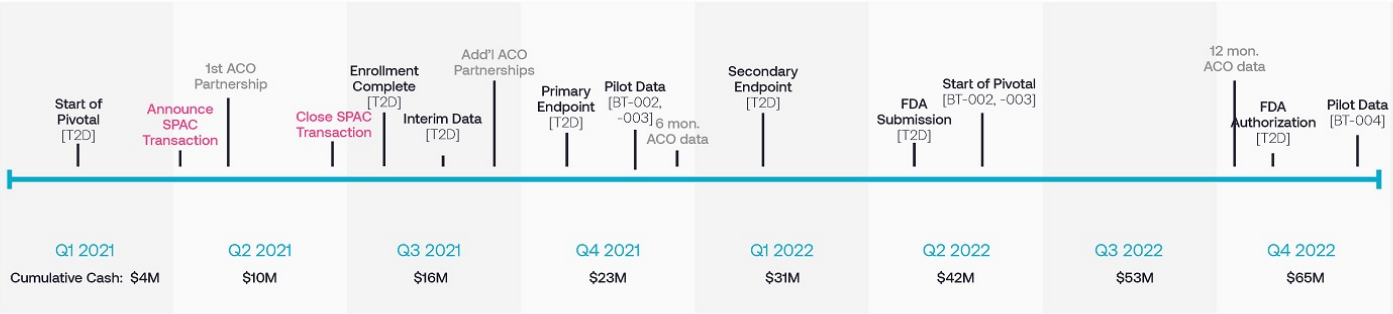 Start of
Pivotal
[T2D]
Announce
SPAC
Transaction
1st ACO
Partnership
Close SPAC
Transaction
Enrollment
Complete
[T2D]
Interim Data
[T2D]
Add'l ACO
Partnerships
Primary
Endpoint
[T2D]
Pilot Data
[BT-002,
-003]
6 mon.
ACO data
Secondary
Endpoint
[T2D]
FDA
Submission
[T2D]
Start of Pivotal
[BT-002, -003]
12 mon.
ACO data
FDA
Authorization
[T2D]
Pilot Data
[BT-004]
Q1 2021 Q2 2021 Q3 2021 Q4 2021 Q1 2022 Q2 2022 Q3 2022 Q4 2022
Cumulative Cash: $4M $10M $16M $23M $31M $42M $53M $65M